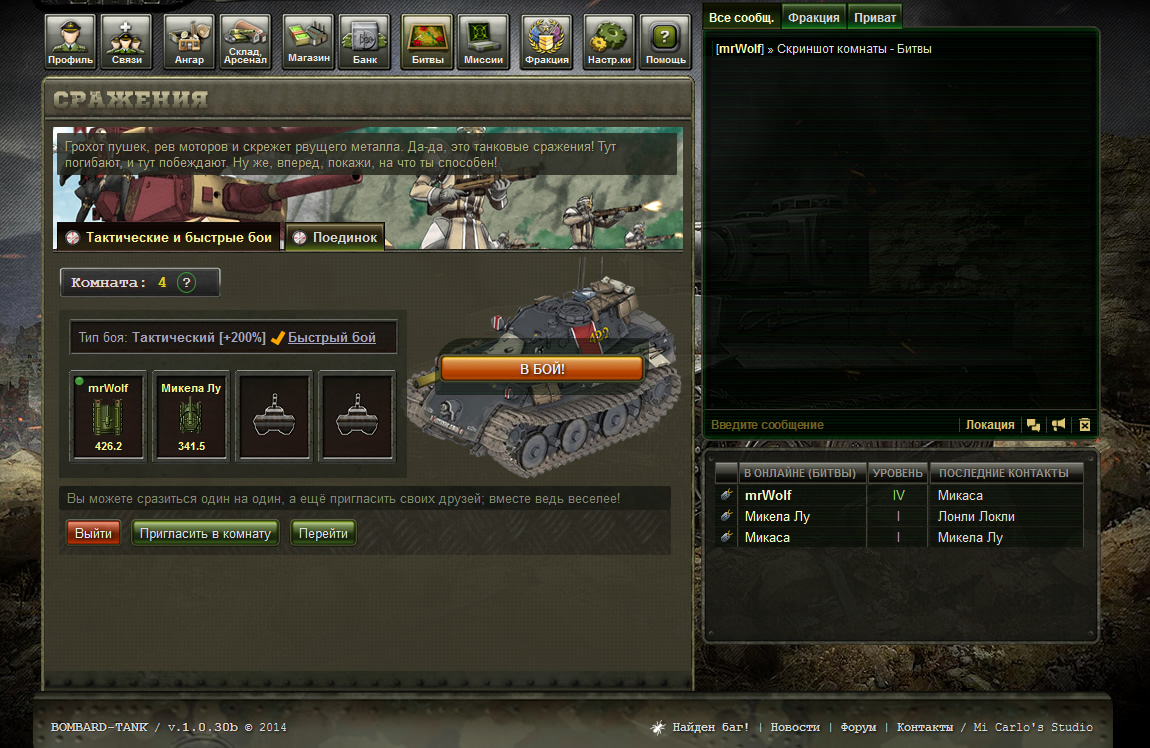 Профиль
Связи
Ангар
Склад, Арсенал
Магазин
Банк
Битвы
Миссии
Фракция
Настр.ки
?
Помощь
Все сообщ.
Фракция
Приват
[mrWolf] » Скриншот комнаты - Битвы
СРАЖЕНИЯ
Грохот пушек, рев моторов и скрежет рвущего металла. Да-да, это танковые сражения! Тут
погибают, и тут побеждают. Ну же, вперед, покажи, на что ты способен!
Тактические и быстрые бои
Поединок
Комната: 4 ?
Тип боя: Тактический [+200%] Быстрый бой
В БОЙ!
mrWolf
426.2
Микела Лу
341.5
Введите сообщение
Локация
В ОНЛАЙНЕ (БИТВЫ)
УРОВЕНЬ
ПОСЛЕДНИЕ КОНТАКТЫ
mrWolf IV Микаса
Микела Лу I Лонли Локли
Микаса I Микела Лу
Вы можете сразиться один на один, а ещё пригласить своих друзей; вместе ведь веселее!
Выйти
Пригласить в комнату
Перейти
BOMBARD-TANK / v.1.0.30b © 2014
Найден баг! | Новости | Форум | Контакты / Mi Carlo's Studio